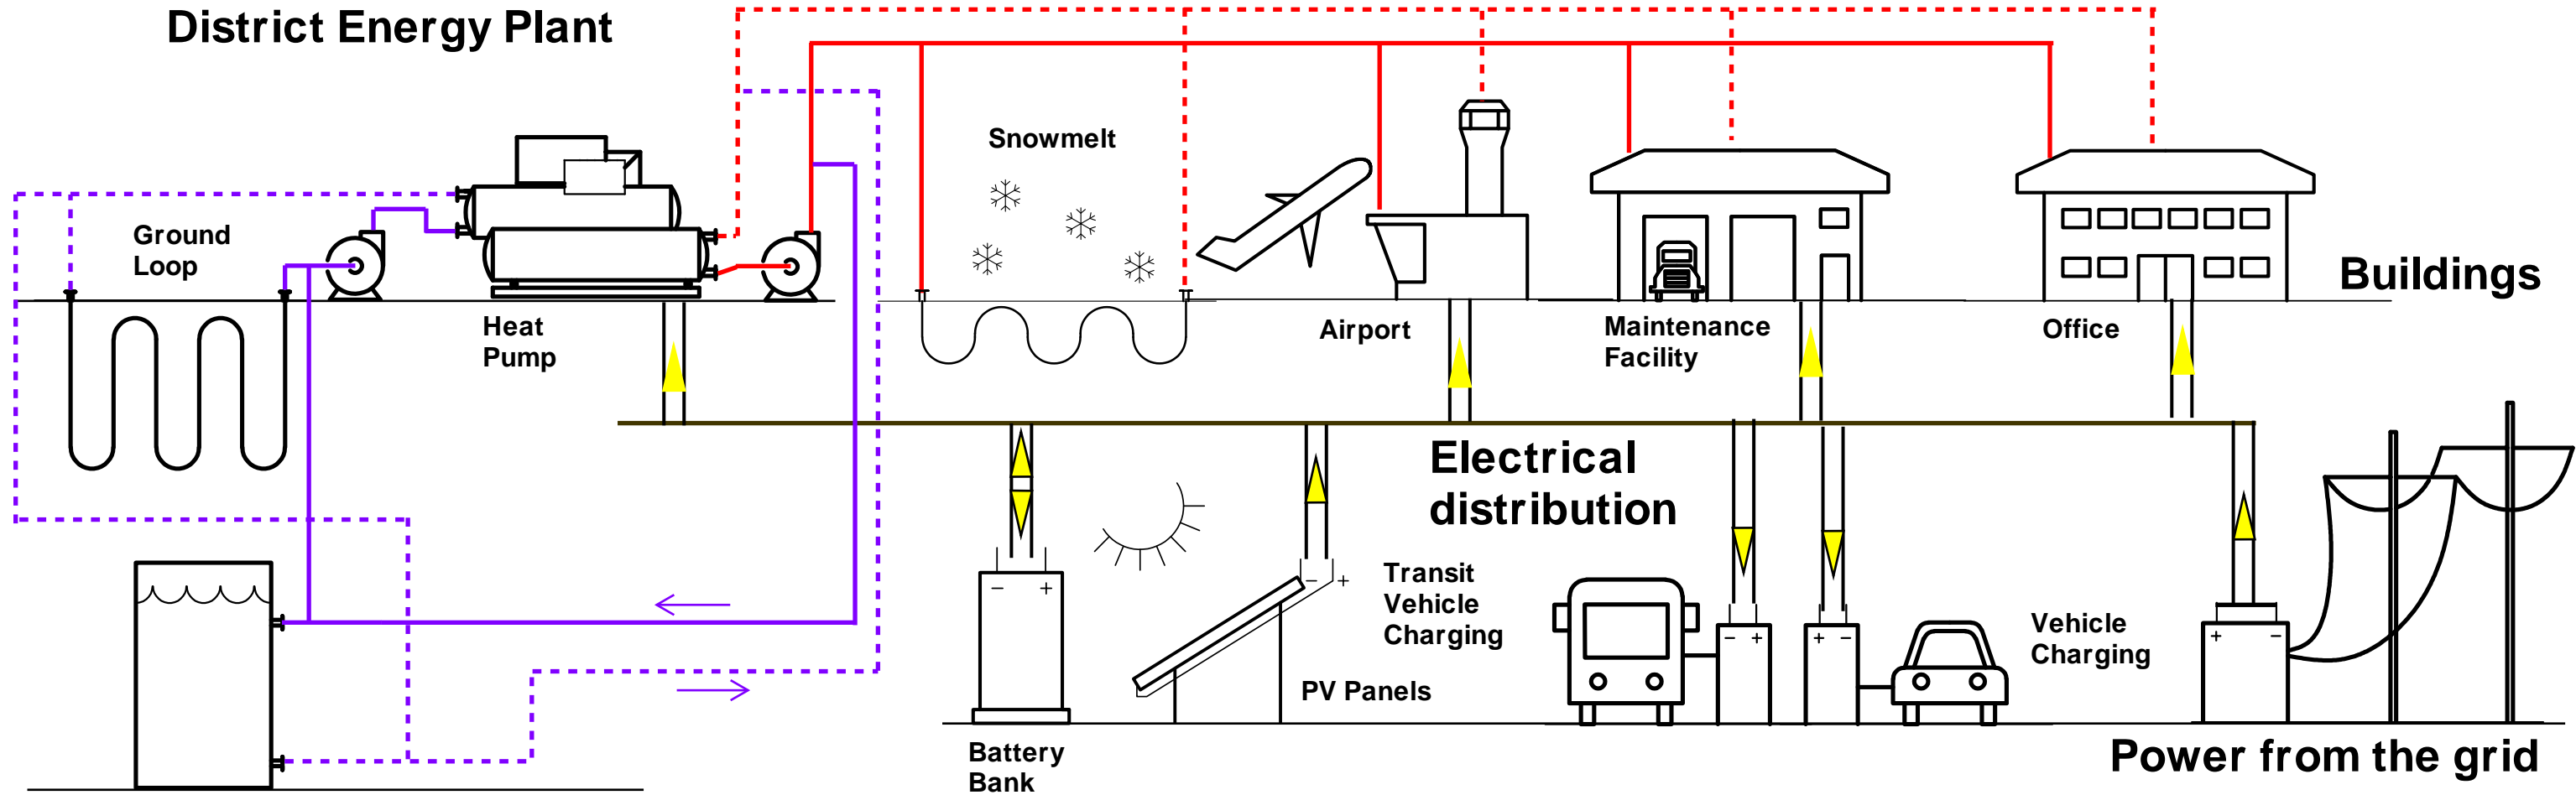 District Energy Plant
Snowmelt
Ground
Loop
Buildings
Heat
Pump
Airport
Maintenance
Facility
Office
Electrical
distribution
Transit
Vehicle
Charging
Vehicle
Charging
PV Panels
Battery
Bank
Power from the grid
- +
- +
- +
+ -
+ -